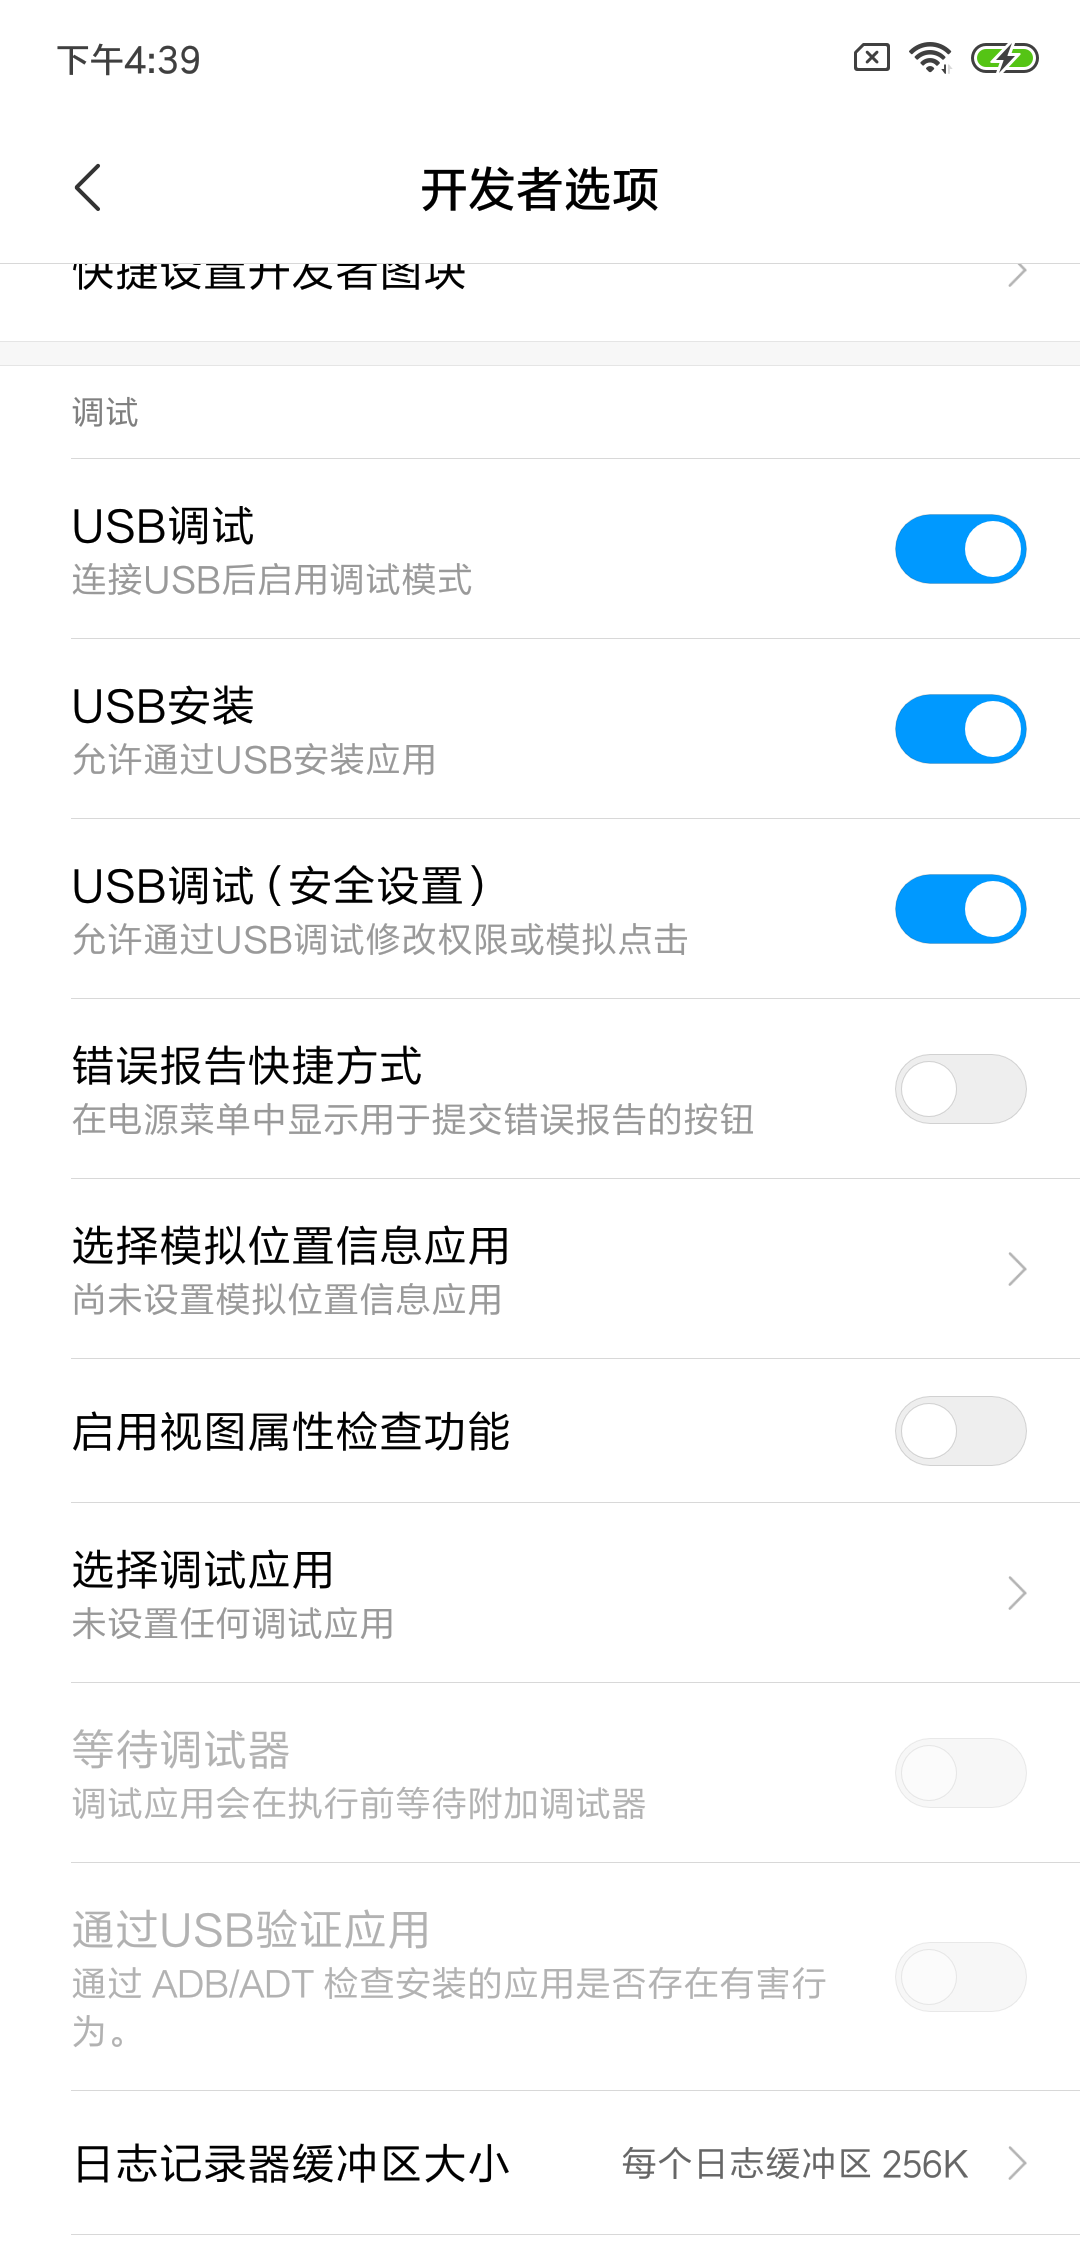 下午4:39
开发者选项
快捷设置开发者图块
调试
USB调试
连接USB后启用调试模式
USB安装
允许通过USB安装应用
USB调试（安全设置）
允许通过USB调试修改权限或模拟点击
错误报告快捷方式
在电源菜单中显示用于提交错误报告的按钮
选择模拟位置信息应用
尚未设置模拟位置信息应用
启用视图属性检查功能
选择调试应用
未设置任何调试应用
等待调试器
调试应用会在执行前等待附加调试器
通过USB验证应用
通过 ADB/ADT 检查安装的应用是否存在有害行
为。
日志记录器缓冲区大小 每个日志缓冲区 256K